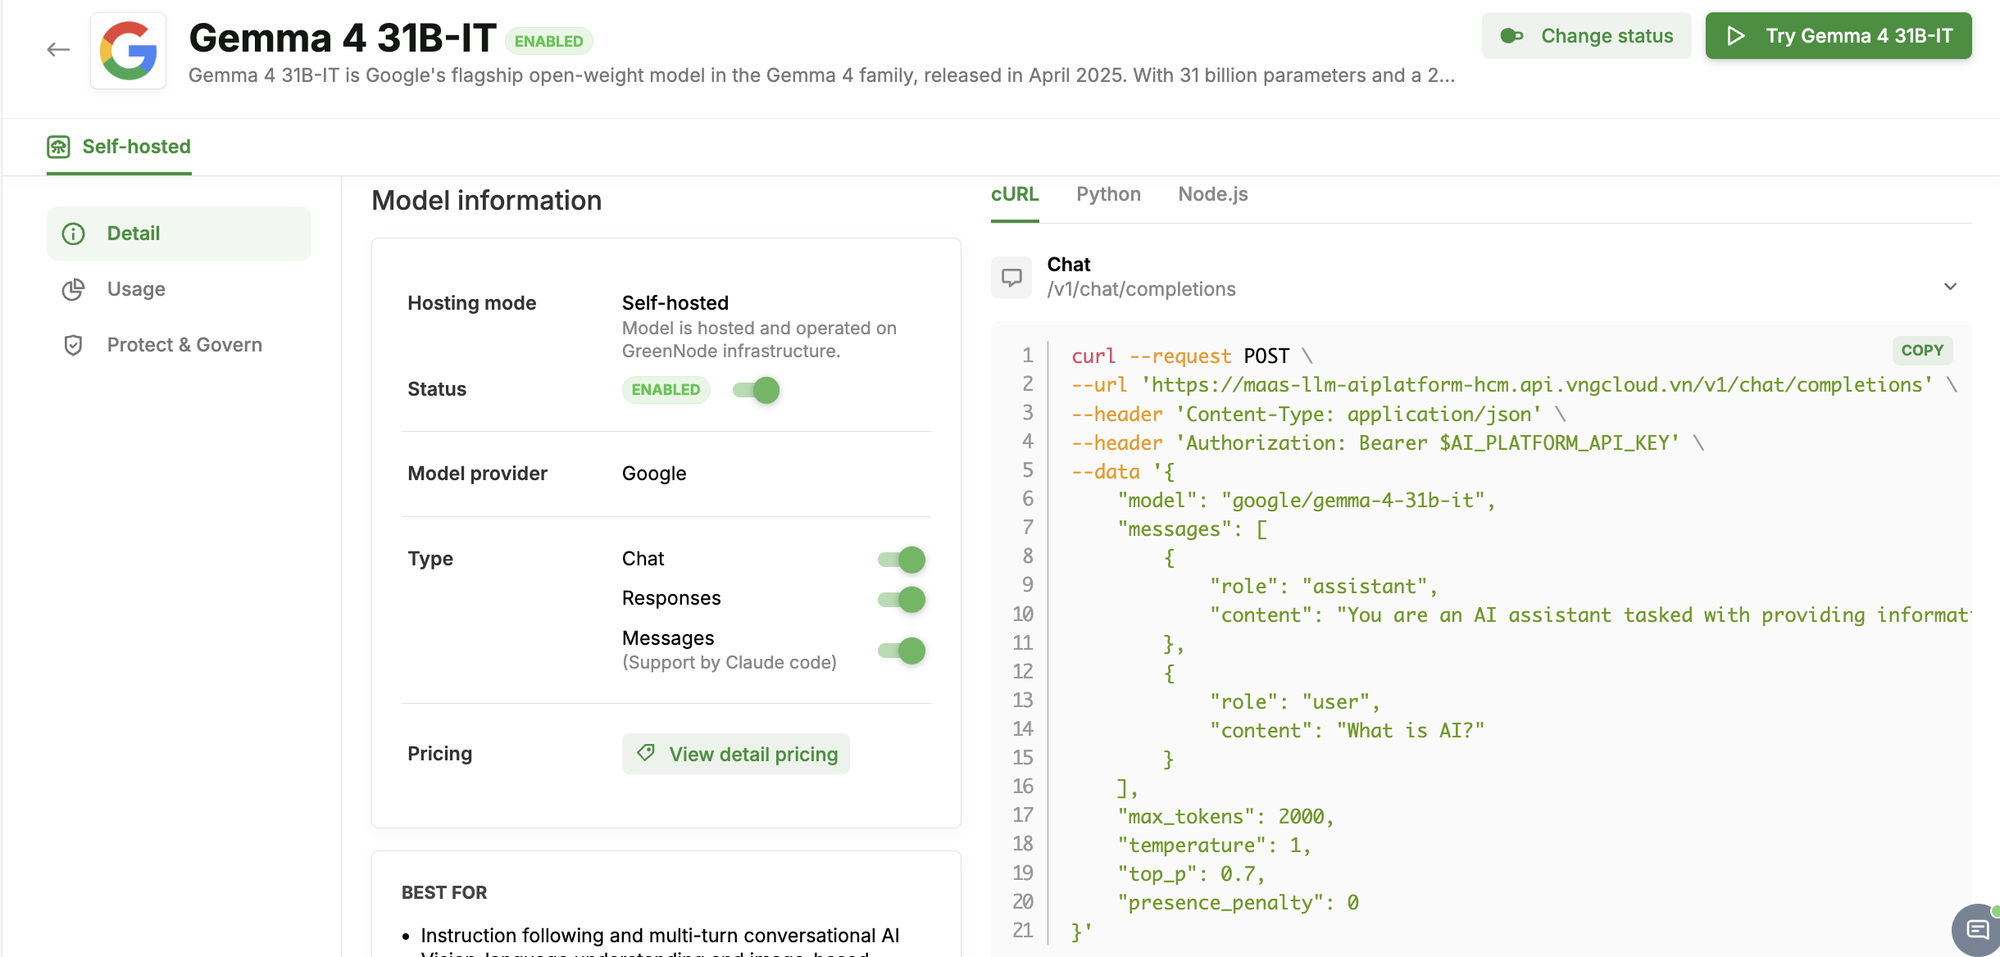 Gemma 4 31B-IT
ENABLED
Gemma 4 31B-IT is Google's flagship open-weight model in the Gemma 4 family, released in April 2025. With 31 billion parameters and a 2...
Change status
Try Gemma 4 31B-IT
Self-hosted
Detail
Usage
Protect & Govern
Model information
Hosting mode
Self-hosted
Model is hosted and operated on
GreenNode infrastructure.
Status
ENABLED
Model provider
Google
Type
Chat
Responses
Messages
(Support by Claude code)
Pricing
View detail pricing
BEST FOR
• Instruction following and multi-turn conversational AI
Vision-language understanding and image-based
cURL
Python
Node.js
Chat
/v1/chat/completions
COPY
1 curl --request POST \
2 --url 'https://maas-llm-aiplatform-hcm.api.vngcloud.vn/v1/chat/completions' \
3 --header 'Content-Type: application/json' \
4 --header 'Authorization: Bearer $AI_PLATFORM_API_KEY' \
5 --data '{
6 "model": "google/gemma-4-31b-it",
7 "messages": [
8 {
9 "role": "assistant",
10 "content": "You are an AI assistant tasked with providing informat
11 },
12 {
13 "role": "user",
14 "content": "What is AI?"
15 }
16 ],
17 "max_tokens": 2000,
18 "temperature": 1,
19 "top_p": 0.7,
20 "presence_penalty": 0
21 }'